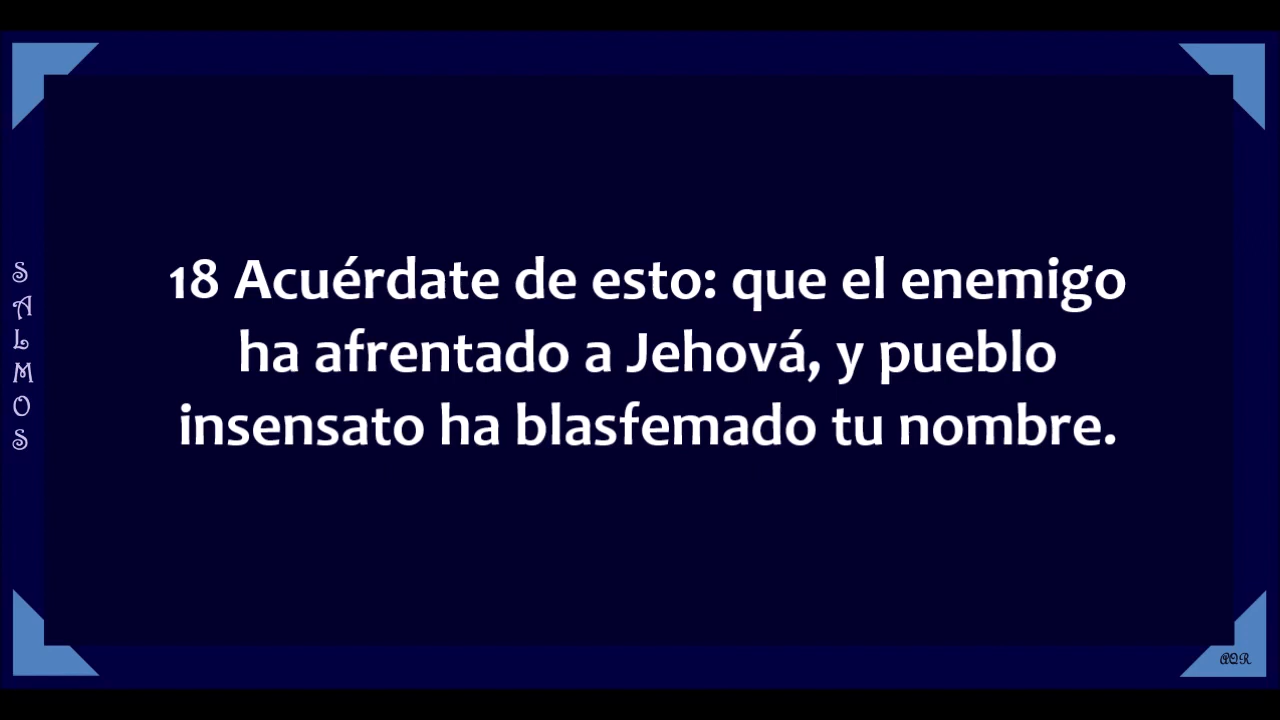 SALMOS
18 Acuérdate de esto: que el enemigo
ha afrentado a Jehová, y pueblo
insensato ha blasfemado tu nombre.